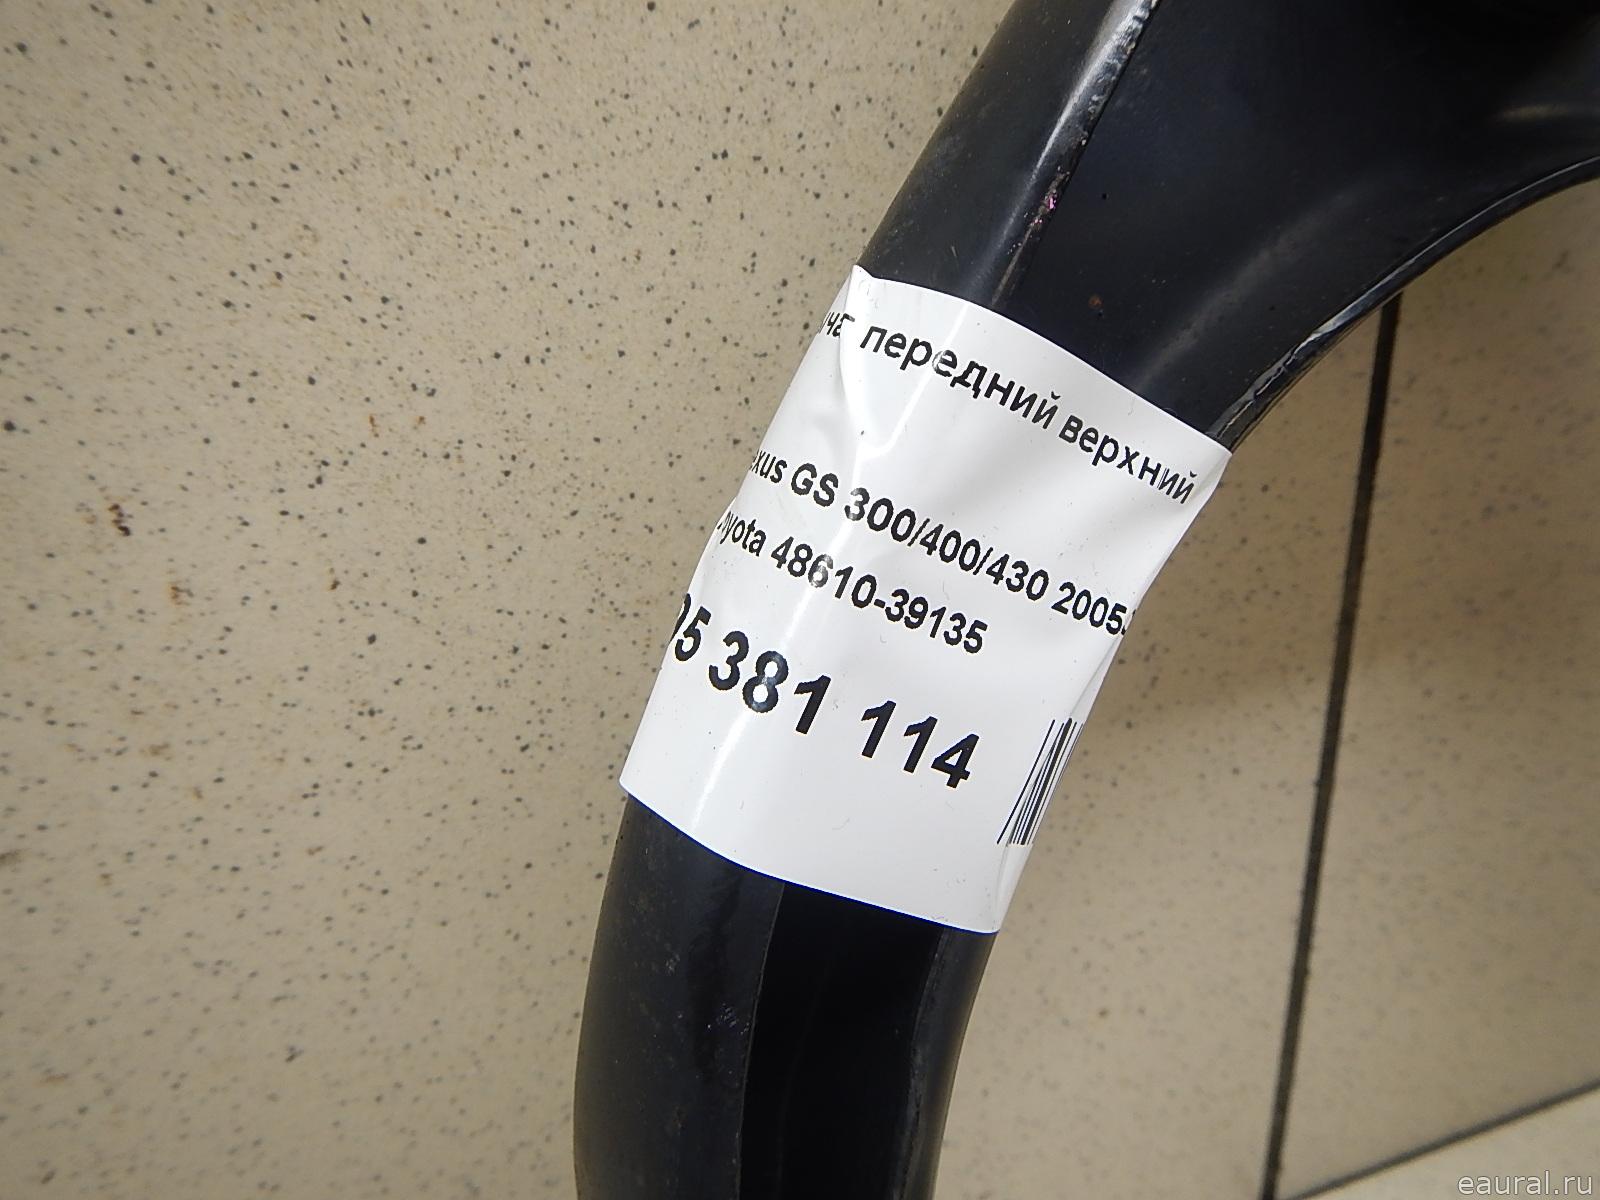 передний верхний
GS 300/400/430 2005
48610-39135
381 114
eaural.ru